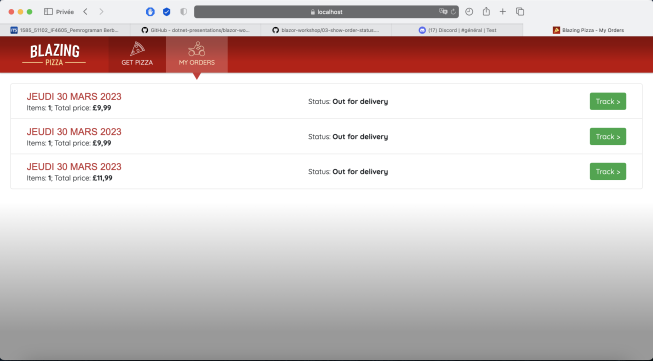 Privée
localhost
1585_S1102_IF4605_Pemrograman Berb...
GitHub - dotnet-presentations/blazor-wo...
blazor-workshop/03-show-order-status....
(17) Discord | #général | Test
Blazing Pizza - My Orders
BLAZING
PIZZA
GET PIZZA
MY ORDERS
JEUDI 30 MARS 2023
Items: 1; Total price: £9,99
Status: Out for delivery
Track >
JEUDI 30 MARS 2023
Items: 1; Total price: £9,99
Status: Out for delivery
Track >
JEUDI 30 MARS 2023
Items: 1; Total price: £11,99
Status: Out for delivery
Track >